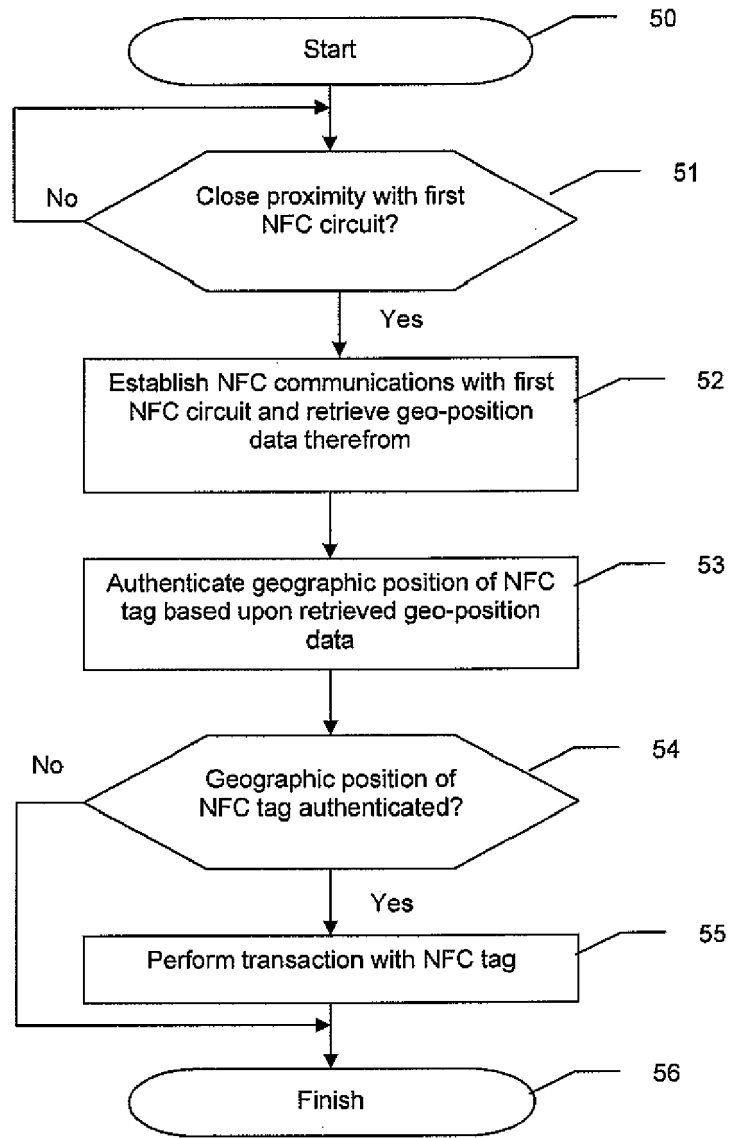 50
Start
51
No
Close proximity with first
NFC circuit?
Yes
52
Establish NFC communications with first
NFC circuit and retrieve geo-position
data therefrom
53
Authenticate geographic position of NFC
tag based upon retrieved geo-position
data
54
No
Geographic position of
NFC tag authenticated?
Yes
55
Perform transaction with NFC tag
56
Finish